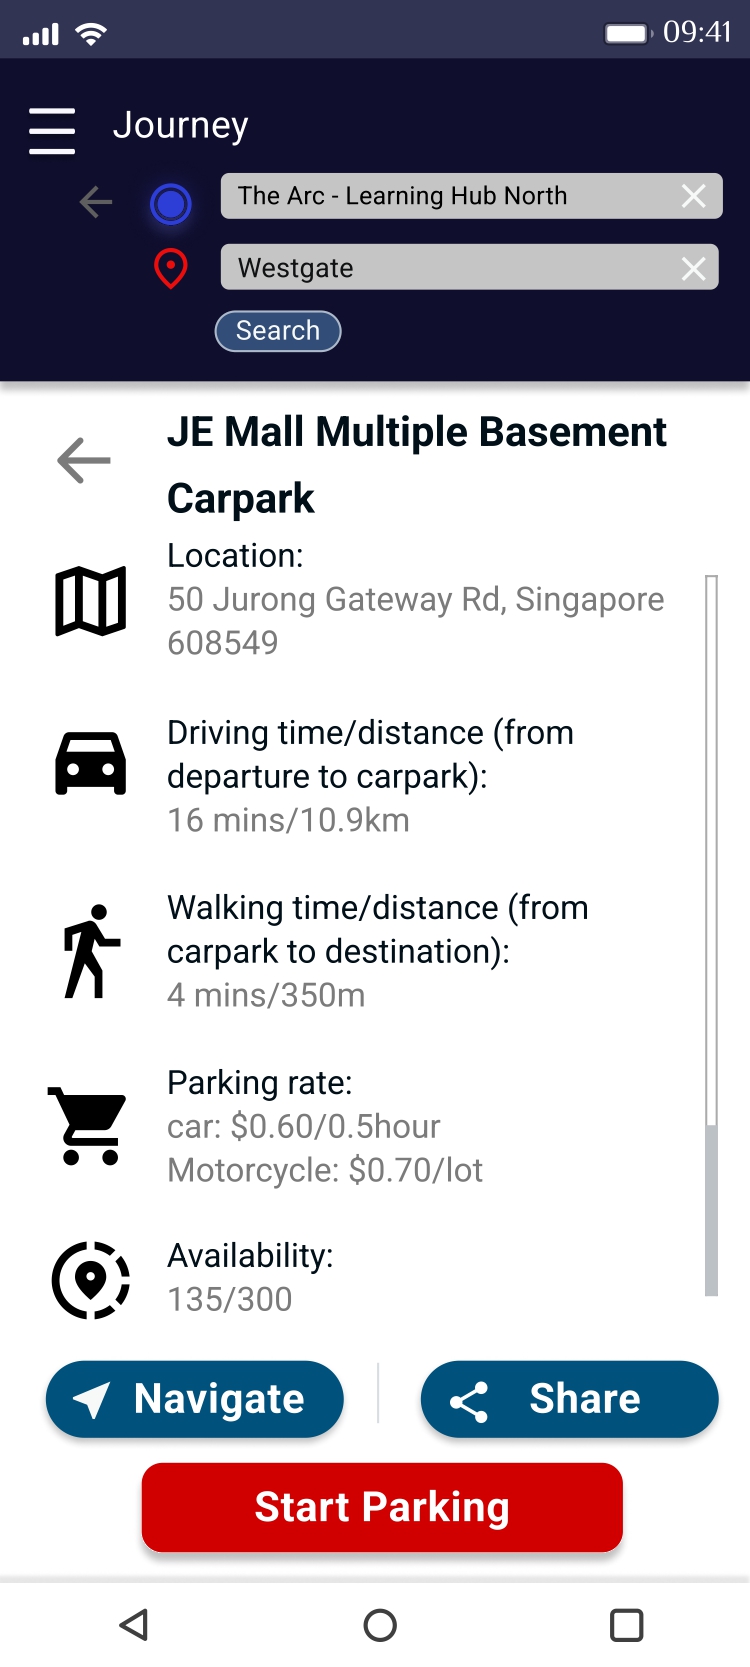 09:41
Journey
The Arc - Learning Hub North
Westgate
Search
JE Mall Multiple Basement
Carpark
Location:
50 Jurong Gateway Rd, Singapore
608549
Driving time/distance (from
departure to carpark):
16 mins/10.9km
Walking time/distance (from
carpark to destination):
4 mins/350m
Parking rate:
car: $0.60/0.5hour
Motorcycle: $0.70/lot
Availability:
135/300
Navigate
Share
Start Parking